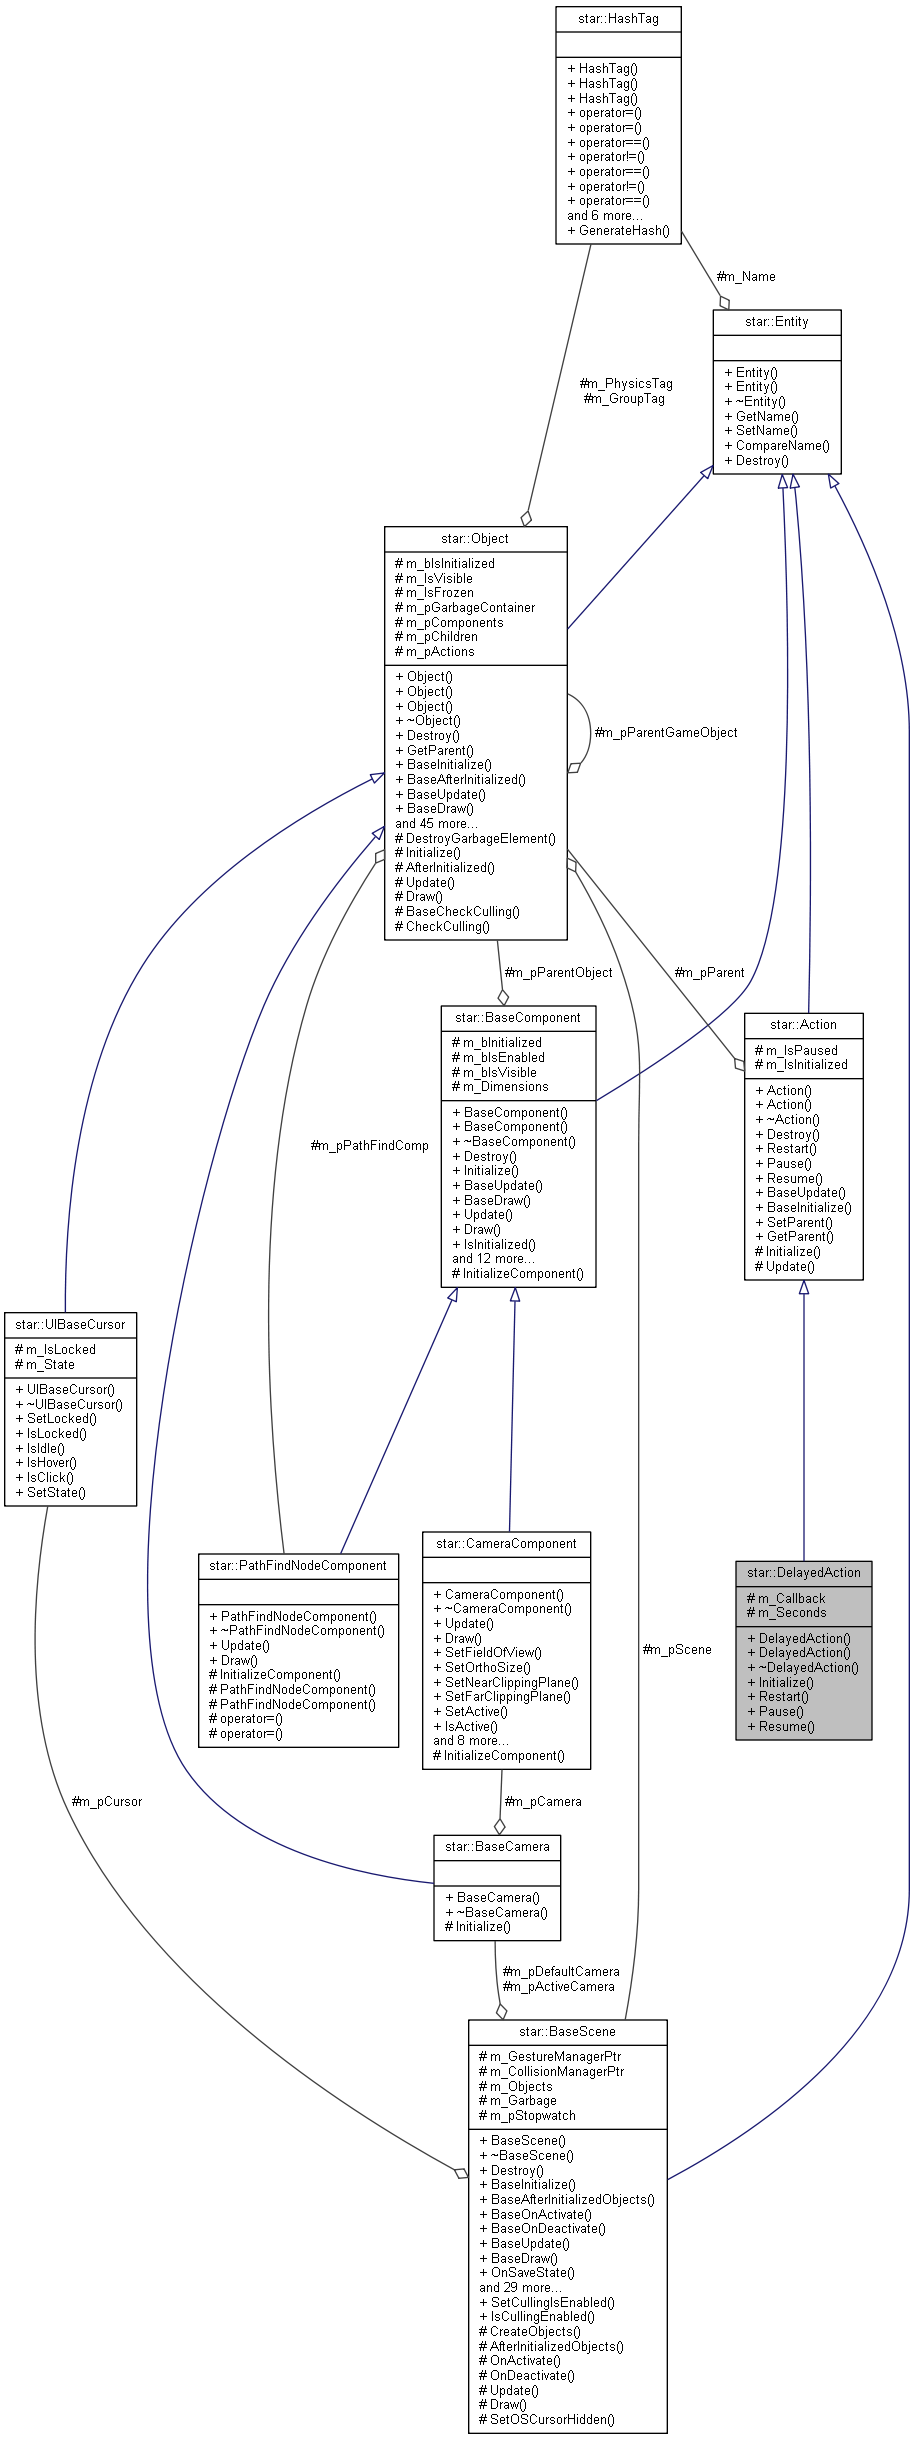 star::HashTag
+ HashTag()
+ HashTag()
+ HashTag()
+ operator=()
+ operator=()
+ operator==()
+ operator!=()
+ operator==()
+ operator!=()
+ operator==()
and 6 more...
+ GenerateHash()
#m_Name
star::Entity
+ Entity()
+ Entity()
+ ~Entity()
+ GetName()
+ SetName()
+ CompareName()
+ Destroy()
#m_PhysicsTag
#m_GroupTag
star::Object
# m_bIsInitialized
# m_IsVisible
# m_IsFrozen
# m_pGarbageContainer
# m_pComponents
# m_pChildren
# m_pActions
+ Object()
+ Object()
+ Object()
+ ~Object()
+ Destroy()
+ GetParent()
+ BaseInitialize()
+ BaseAfterInitialized()
+ BaseUpdate()
+ BaseDraw()
and 45 more...
# DestroyGarbageElement()
# Initialize()
# AfterInitialized()
# Update()
# Draw()
# BaseCheckCulling()
# CheckCulling()
#m_pParentGameObject
#m_pParentObject
#m_pParent
star::BaseComponent
# m_bInitialized
# m_bIsEnabled
# m_bIsVisible
# m_Dimensions
+ BaseComponent()
+ BaseComponent()
+ ~BaseComponent()
+ Destroy()
+ Initialize()
+ BaseUpdate()
+ BaseDraw()
+ Update()
+ Draw()
+ IsInitialized()
and 12 more...
# InitializeComponent()
star::Action
# m_IsPaused
# m_IsInitialized
+ Action()
+ Action()
+ ~Action()
+ Destroy()
+ Restart()
+ Pause()
+ Resume()
+ BaseUpdate()
+ BaseInitialize()
+ SetParent()
+ GetParent()
# Initialize()
# Update()
#m_pPathFindComp
star::UIBaseCursor
# m_IsLocked
# m_State
+ UIBaseCursor()
+ ~UIBaseCursor()
+ SetLocked()
+ IsLocked()
+ IsIdle()
+ IsHover()
+ IsClick()
+ SetState()
star::PathFindNodeComponent
+ PathFindNodeComponent()
+ ~PathFindNodeComponent()
+ Update()
+ Draw()
# InitializeComponent()
# PathFindNodeComponent()
# PathFindNodeComponent()
# operator=()
# operator=()
star::CameraComponent
+ CameraComponent()
+ ~CameraComponent()
+ Update()
+ Draw()
+ SetFieldOfView()
+ SetOrthoSize()
+ SetNearClippingPlane()
+ SetFarClippingPlane()
+ SetActive()
+ IsActive()
and 8 more...
# InitializeComponent()
#m_pScene
star::DelayedAction
# m_Callback
# m_Seconds
+ DelayedAction()
+ DelayedAction()
+ ~DelayedAction()
+ Initialize()
+ Restart()
+ Pause()
+ Resume()
#m_pCursor
#m_pCamera
star::BaseCamera
+ BaseCamera()
+ ~BaseCamera()
# Initialize()
#m_pDefaultCamera
#m_pActiveCamera
star::BaseScene
# m_GestureManagerPtr
# m_CollisionManagerPtr
# m_Objects
# m_Garbage
# m_pStopwatch
+ BaseScene()
+ ~BaseScene()
+ Destroy()
+ BaseInitialize()
+ BaseAfterInitializedObjects()
+ BaseOnActivate()
+ BaseOnDeactivate()
+ BaseUpdate()
+ BaseDraw()
+ OnSaveState()
and 29 more...
+ SetCullingIsEnabled()
+ IsCullingEnabled()
# CreateObjects()
# AfterInitializedObjects()
# OnActivate()
# OnDeactivate()
# Update()
# Draw()
# SetOSCursorHidden()